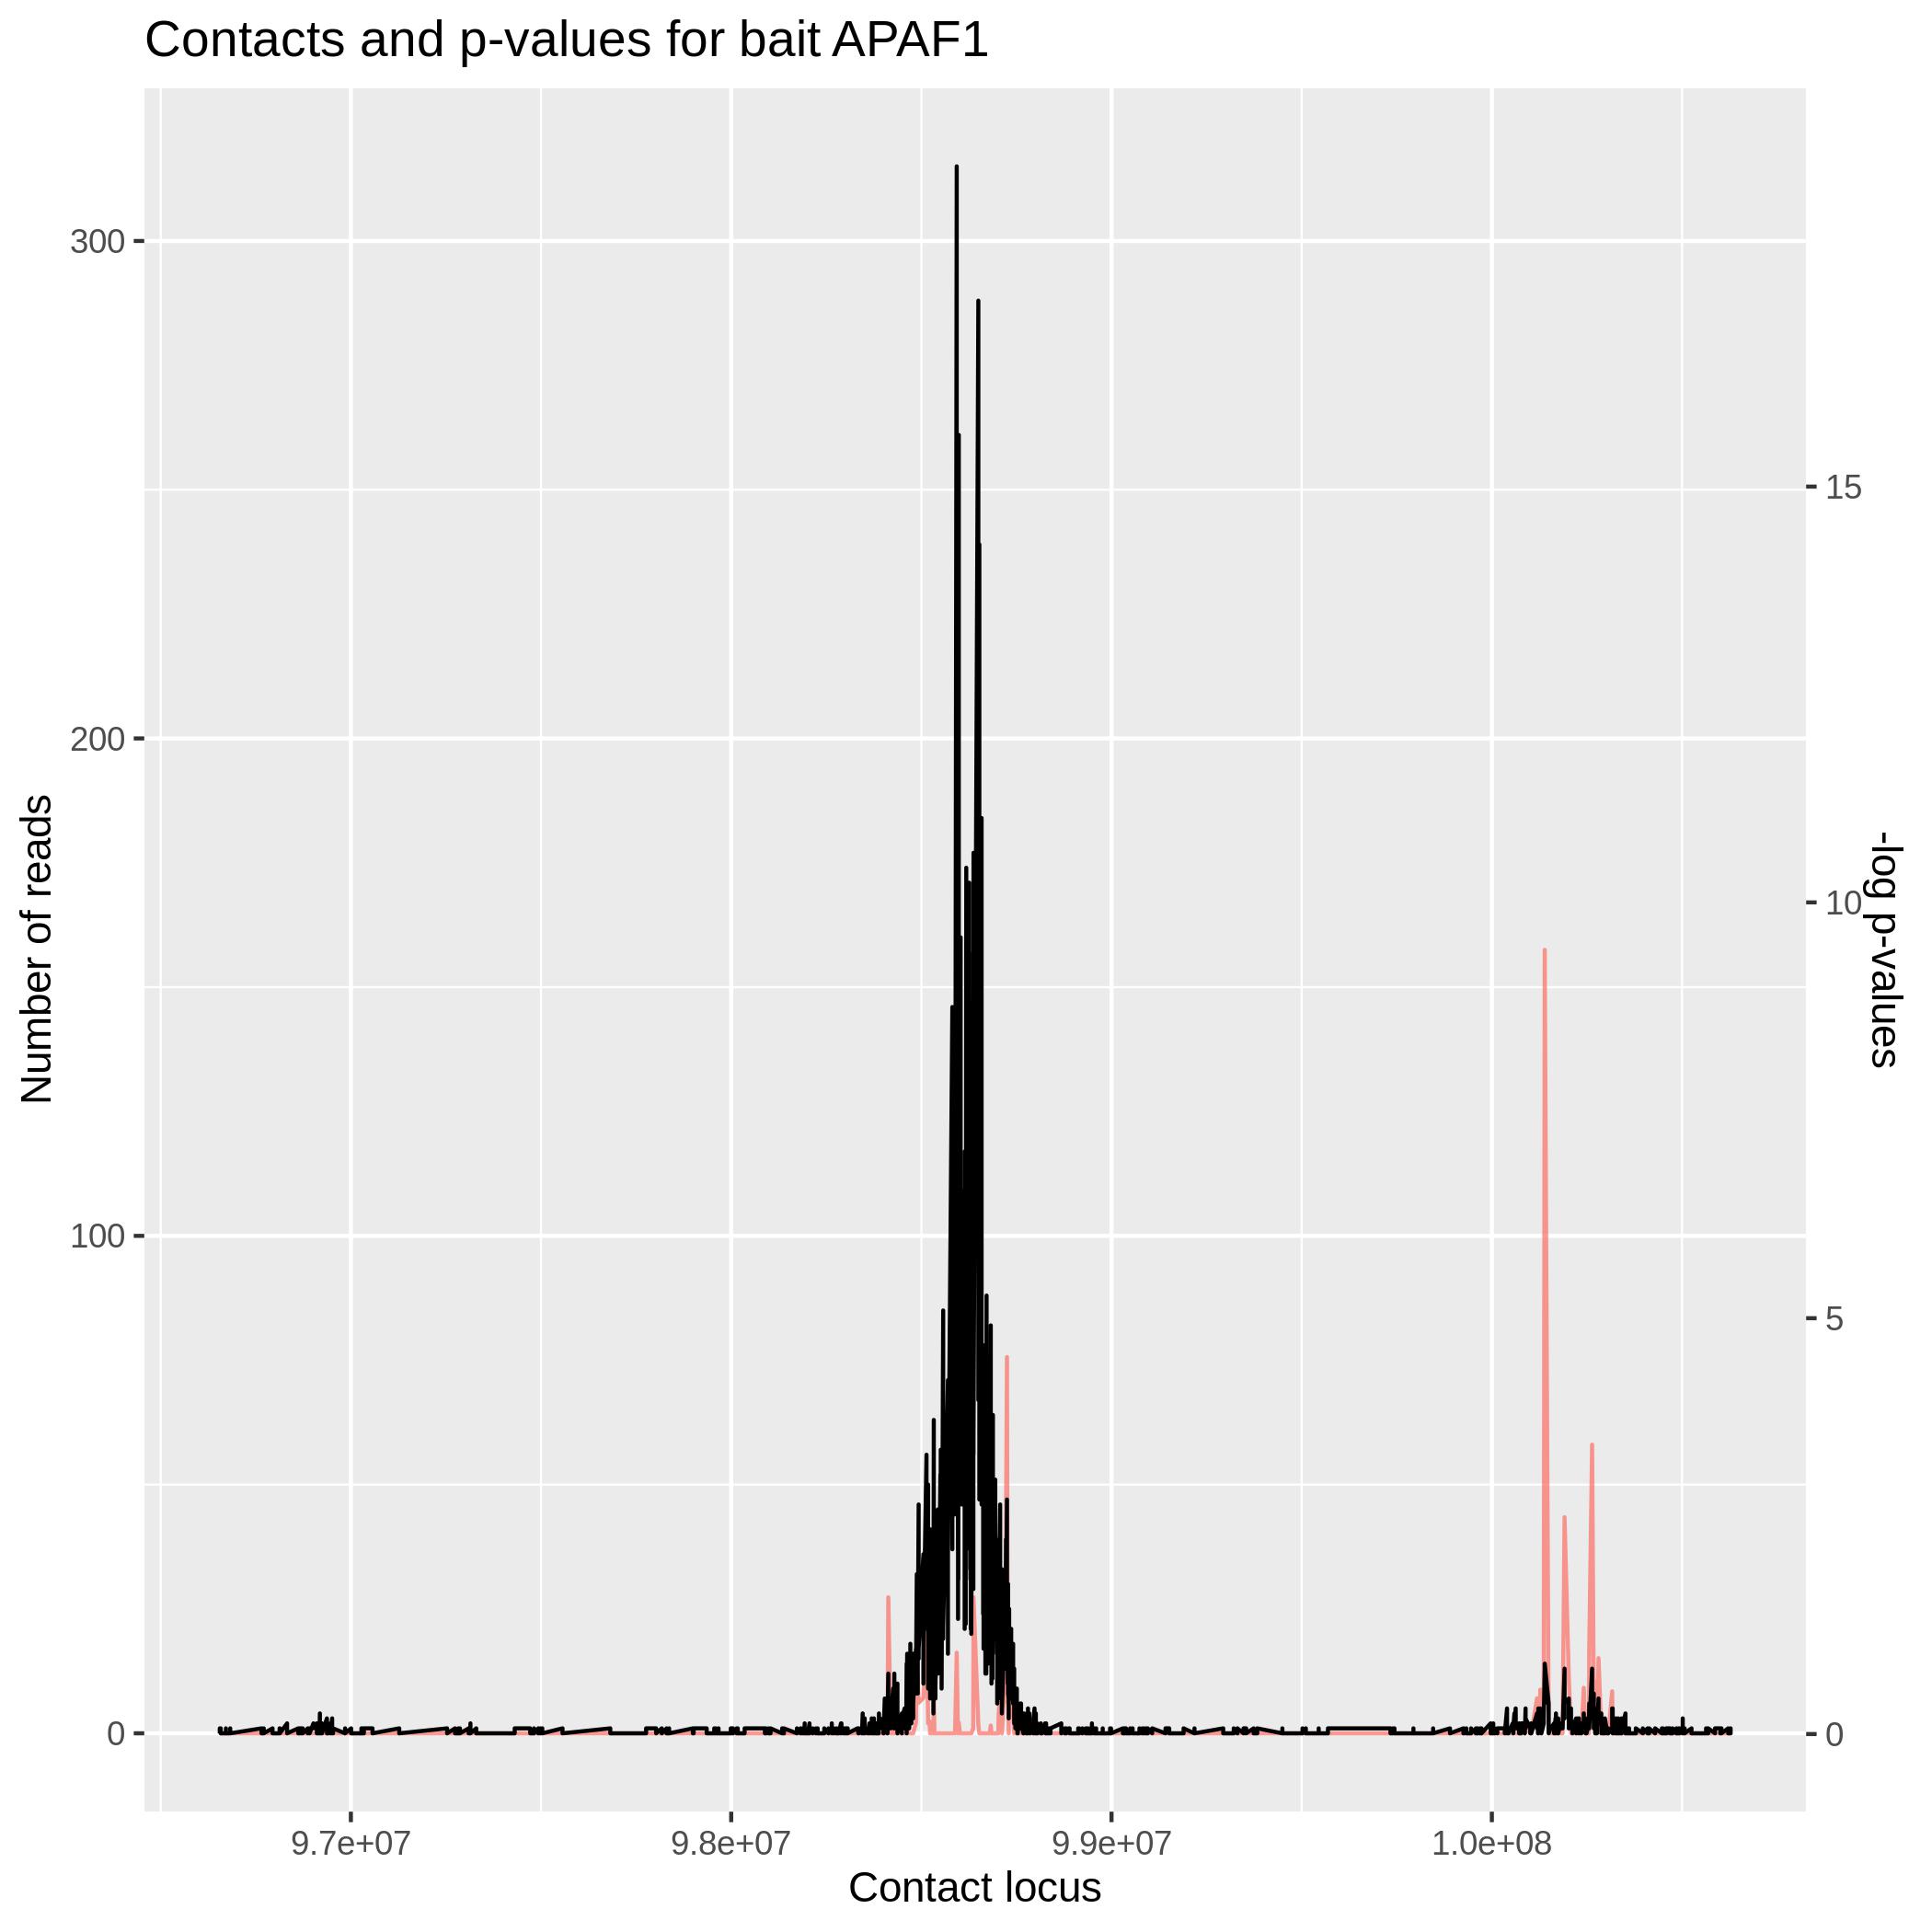 Contacts and p-values for bait APAF1
300
200
100
0
Number of reads
15
10
5
0
-log p-values
9.7e+07
9.8e+07
9.9e+07
1.0e+08
Contact locus